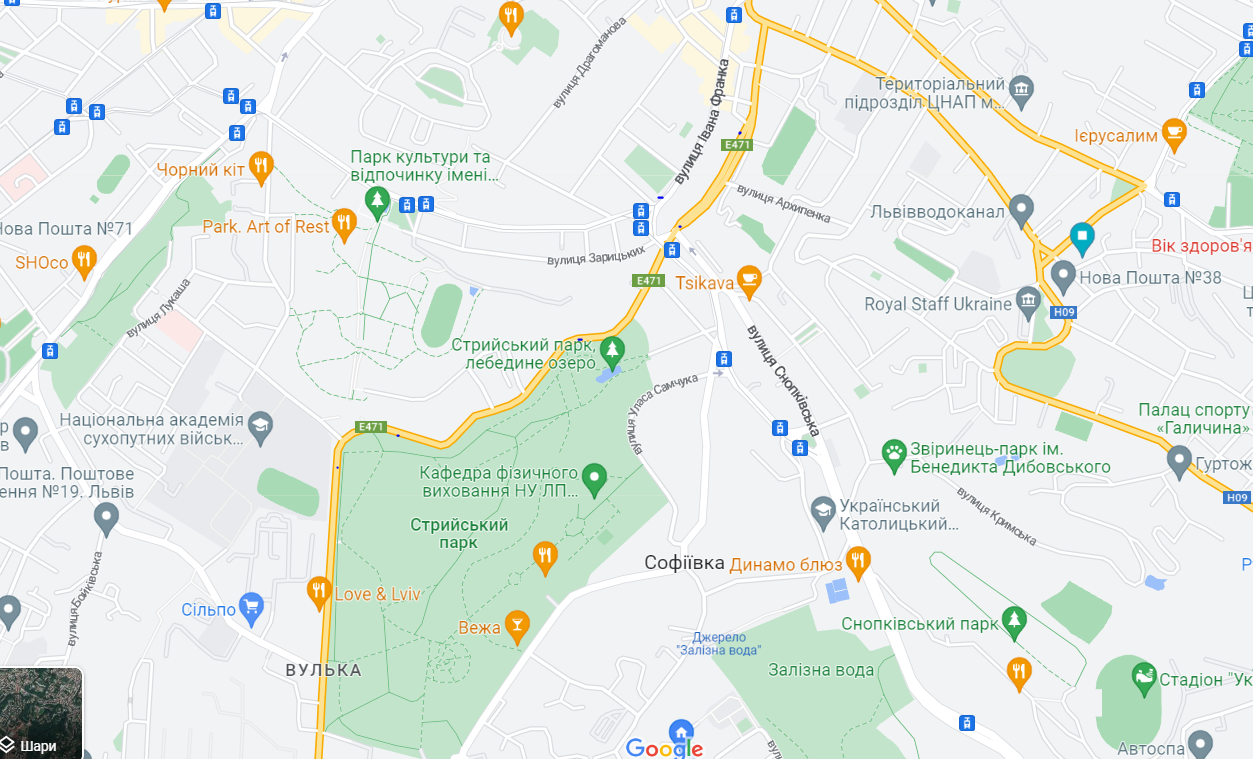 вулиця Драгоманова
вулиця Івана Франка
Територіальний
підрозділ ЦНАП м...
Ієрусалим
E471
Парк культури та
відпочинку імені...
Чорний кіт
вулиця Архипенка
Львівводоканал
Park. Art of Rest
Нова Пошта №71
SHOco
вулиця Зарицьких
Вік здоров'я
E471
Tsikava
Нова Пошта №38
Royal Staff Ukraine
H09
вулиця Лукаша
Стрийський парк,
лебедине озеро
вулиця Снопківська
вулиця Уласа Самчука
Національна академія
сухопутних військ...
E471
Палац спорту
«Галичина»
Звіринець-парк ім.
Бенедикта Дибовського
Гуртож
H09
Пошта. Поштове
ення №19. Львів
Кафедра фізичного
виховання НУ ЛП...
Стрийський
парк
Український
Католицький...
вулиця Кримська
Софіївка
Динамо блюз
вулиця Бойківська
Love & Lviv
Сільпо
Вежа
Снопківський парк
Джерело
"Залізна вода"
ВУЛЬКА
Залізна вода
Стадіон "Ук
Шари
Google
Автоспа